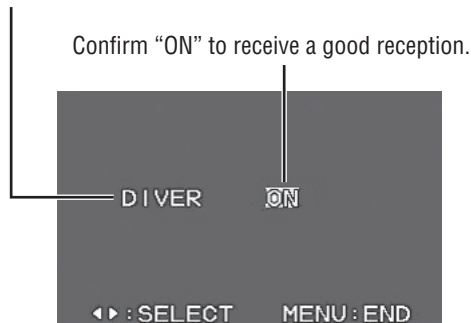 Confirm “ON” to receive a good reception.
DIVER ON
◄►:SELECT MENU:END